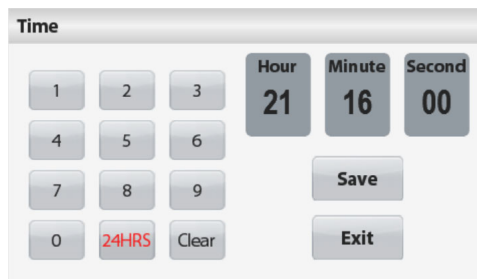 Time
Hour Minute Second
21 16 00
1 2 3
4 5 6
7 8 9
0 24HRS Clear
Save
Exit